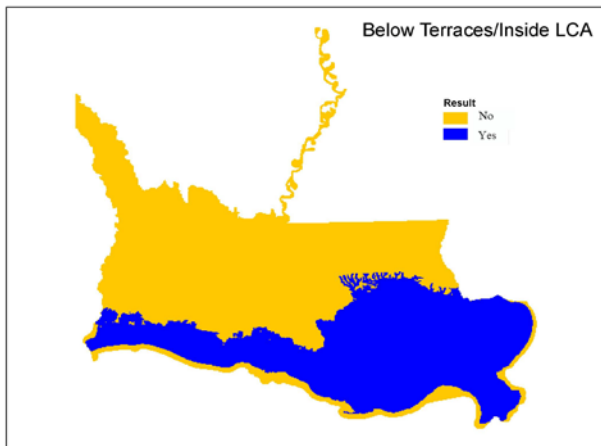 Below Terraces/Inside LCA
Result
No
Yes